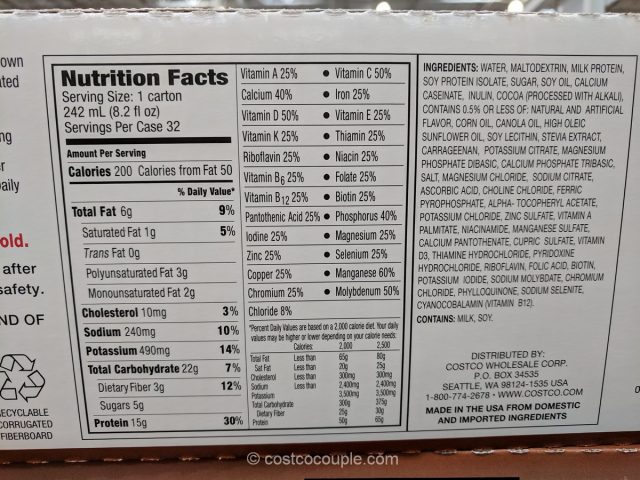 own
ated
ng
r
aily
old.
after
safety.
ND OF
ECYCLABLE
CORRUGATED
FIBERBOARD
Nutrition Facts
Serving Size: 1 carton
242 mL (8.2 fl oz)
Servings Per Case 32
Amount Per Serving
Calories 200 Calories from Fat 50
% Daily Value*
Total Fat 6g 9%
Saturated Fat 1g 5%
Trans Fat 0g
Polyunsaturated Fat 3g
Monounsaturated Fat 2g
Cholesterol 10mg 3%
Sodium 240mg 10%
Potassium 490mg 14%
Total Carbohydrate 22g 7%
Dietary Fiber 3g 12%
Sugars 5g
Protein 15g 30%
Vitamin A 25% • Vitamin C 50%
Calcium 40% • Iron 25%
Vitamin D 50% • Vitamin E 25%
Vitamin K 25% • Thiamin 25%
Riboflavin 25% • Niacin 25%
Vitamin B6 25% • Folate 25%
Vitamin B12 25% • Biotin 25%
Pantothenic Acid 25% • Phosphorus 40%
Iodine 25% • Magnesium 25%
Zinc 25% • Selenium 25%
Copper 25% • Manganese 60%
Chromium 25% • Molybdenum 50%
Chloride 8%
*Percent Daily Values are based on a 2,000 calorie diet. Your daily
values may be higher or lower depending on your calorie needs:
Calories: 2,000 2,500
Total Fat Less than 65g 80g
Sat Fat Less than 20g 25g
Cholesterol Less than 300mg 300mg
Sodium Less than 2,400mg 2,400mg
Potassium 3,500mg 3,500mg
Total Carbohydrate 300g 375g
Dietary Fiber 25g 30g
Protein 50g 65g
INGREDIENTS: WATER, MALTODEXTRIN, MILK PROTEIN,
SOY PROTEIN ISOLATE, SUGAR, SOY OIL, CALCIUM
CASEINATE, INULIN, COCOA (PROCESSED WITH ALKALI),
CONTAINS 0.5% OR LESS OF: NATURAL AND ARTIFICIAL
FLAVOR, CORN OIL, CANOLA OIL, HIGH OLEIC
SUNFLOWER OIL, SOY LECITHIN, STEVIA EXTRACT,
CARRAGEENAN, POTASSIUM CITRATE, MAGNESIUM
PHOSPHATE DIBASIC, CALCIUM PHOSPHATE TRIBASIC,
SALT, MAGNESIUM CHLORIDE, SODIUM CITRATE,
ASCORBIC ACID, CHOLINE CHLORIDE, FERRIC
PYROPHOSPHATE, ALPHA- TOCOPHERYL ACETATE,
POTASSIUM CHLORIDE, ZINC SULFATE, VITAMIN A
PALMITATE, NIACINAMIDE, MANGANESE SULFATE,
CALCIUM PANTOTHENATE, CUPRIC SULFATE, VITAMIN
D3, THIAMINE HYDROCHLORIDE, PYRIDOXINE
HYDROCHLORIDE, RIBOFLAVIN, FOLIC ACID, BIOTIN,
POTASSIUM IODIDE, SODIUM MOLYBDATE, CHROMIUM
CHLORIDE, PHYLLOQUINONE, SODIUM SELENITE,
CYANOCOBALAMIN (VITAMIN B12).
CONTAINS: MILK, SOY.
DISTRIBUTED BY:
COSTCO WHOLESALE CORP.
P.O. BOX 34535
SEATTLE, WA 98124-1535 USA
1-800-774-2678 • WWW.COSTCO.COM
MADE IN THE USA FROM DOMESTIC
AND IMPORTED INGREDIENTS
© costcocouple.com